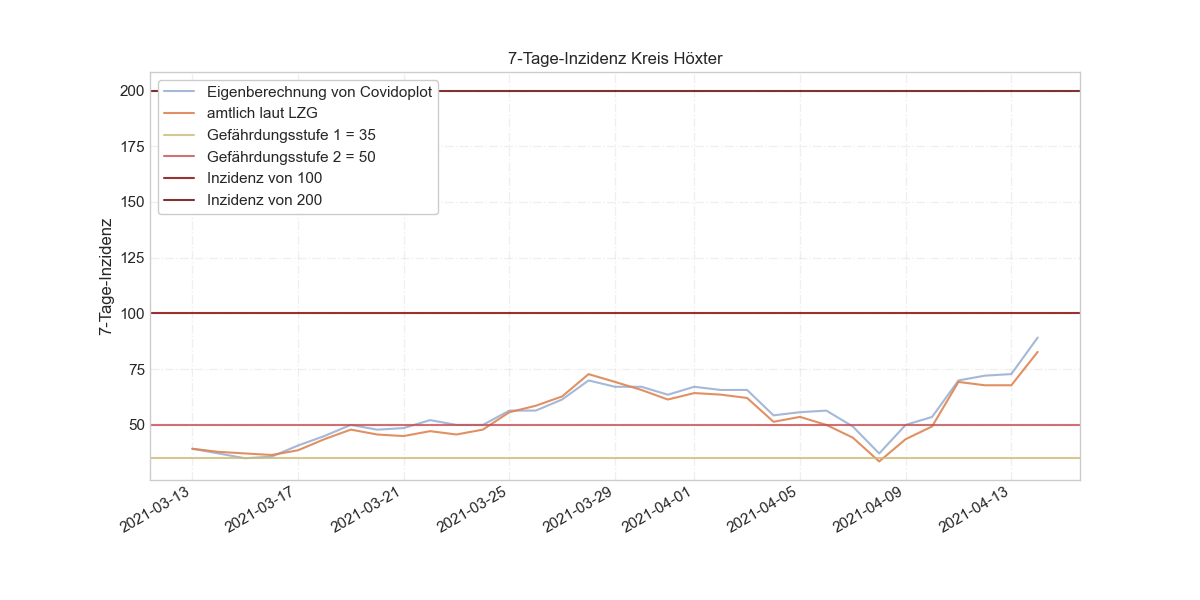 7-Tage-Inzidenz Kreis Höxter
Eigenberechnung von Covidoplot
amtlich laut LZG
Gefährdungsstufe 1 = 35
Gefährdungsstufe 2 = 50
Inzidenz von 100
Inzidenz von 200
7-Tage-Inzidenz
200
175
150
125
100
75
50
25
2021-03-13
2021-03-17
2021-03-21
2021-03-25
2021-03-29
2021-04-01
2021-04-05
2021-04-09
2021-04-13